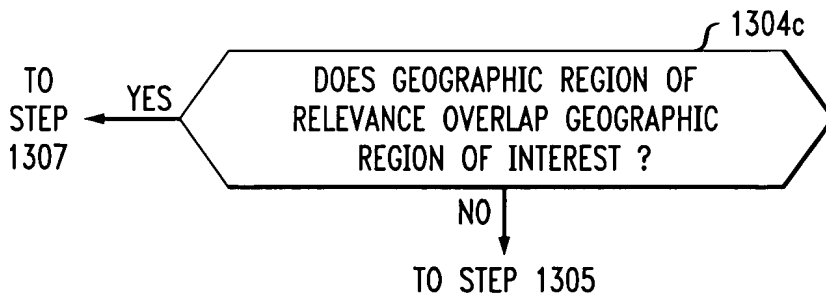 1304c
DOES GEOGRAPHIC REGION OF
RELEVANCE OVERLAP GEOGRAPHIC
REGION OF INTEREST ?
YES
TO
STEP
1307
NO
TO STEP 1305